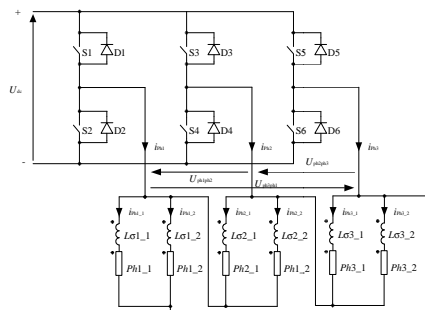 +
S1 D1 S3 D3 S5 D5
Udc
S2 D2 S4 D4 S6 D6
-
iPh1 iPh2 iPh3
Uph1ph2 Uph2ph3
Uph3ph1
iPh1_1 iPh1_2 iPh2_1 iPh2_2 iPh3_1 iPh3_2
Lσ1_1 Lσ1_2 Lσ2_1 Lσ2_2 Lσ3_1 Lσ3_2
Ph1_1 Ph1_2 Ph2_1 Ph1_2 Ph3_1 Ph3_2